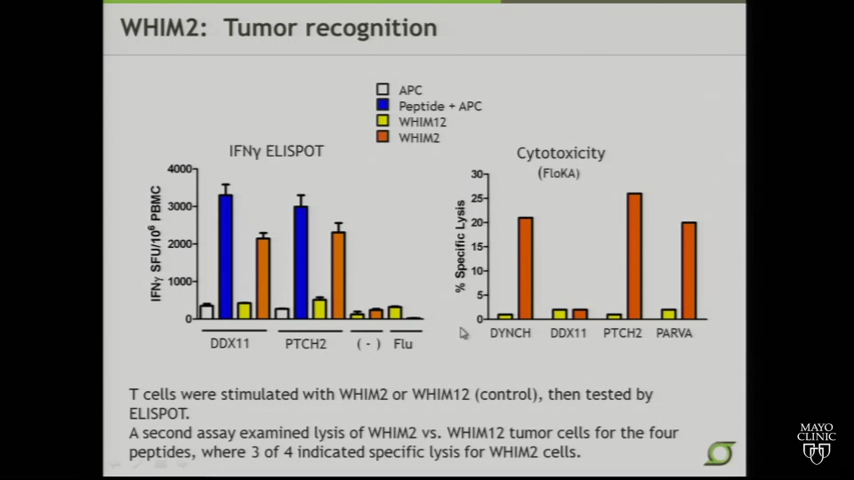 WHIM2: Tumor recognition
APC
Peptide + APC
WHIM12
WHIM2
IFNγ ELISPOT
4000
3000
2000
1000
0
IFNγ SFU/10⁶ PBMC
DDX11
PTCH2
( - )
Flu
Cytotoxicity
(FloKA)
30
25
20
15
10
5
0
% Specific Lysis
DYNCH
DDX11
PTCH2
PARVA
T cells were stimulated with WHIM2 or WHIM12 (control), then tested by
ELISPOT.
A second assay examined lysis of WHIM2 vs. WHIM12 tumor cells for the four
peptides, where 3 of 4 indicated specific lysis for WHIM2 cells.
MAYO
CLINIC